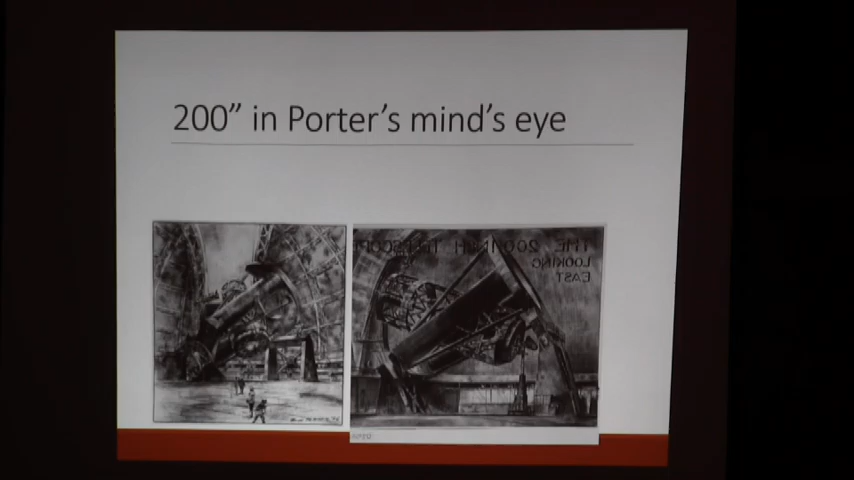 200” in Porter’s mind’s eye
THE 200 INCH TELESCOPE
LOOKING
EAST